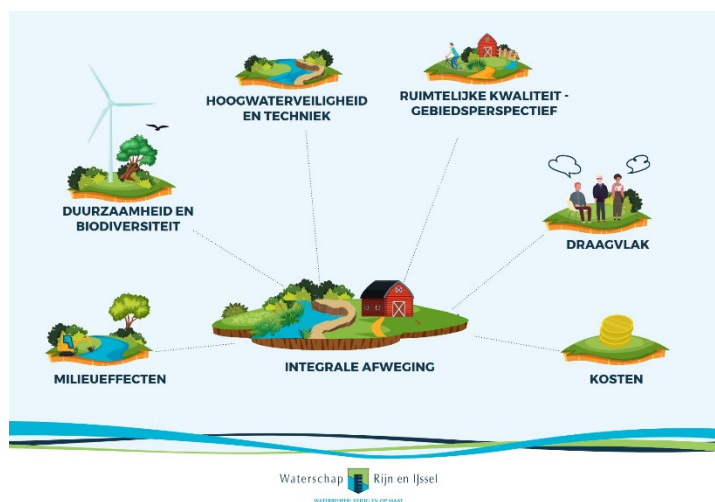 HOOGWATERVEILIGHEID
EN TECHNIEK
RUIMTELIJKE KWALITEIT -
GEBIEDSPERSPECTIEF
DUURZAAMHEID EN
BIODIVERSITEIT
DRAAGVLAK
MILIEUEFFECTEN
INTEGRALE AFWEGING
KOSTEN
Waterschap Rijn en IJssel